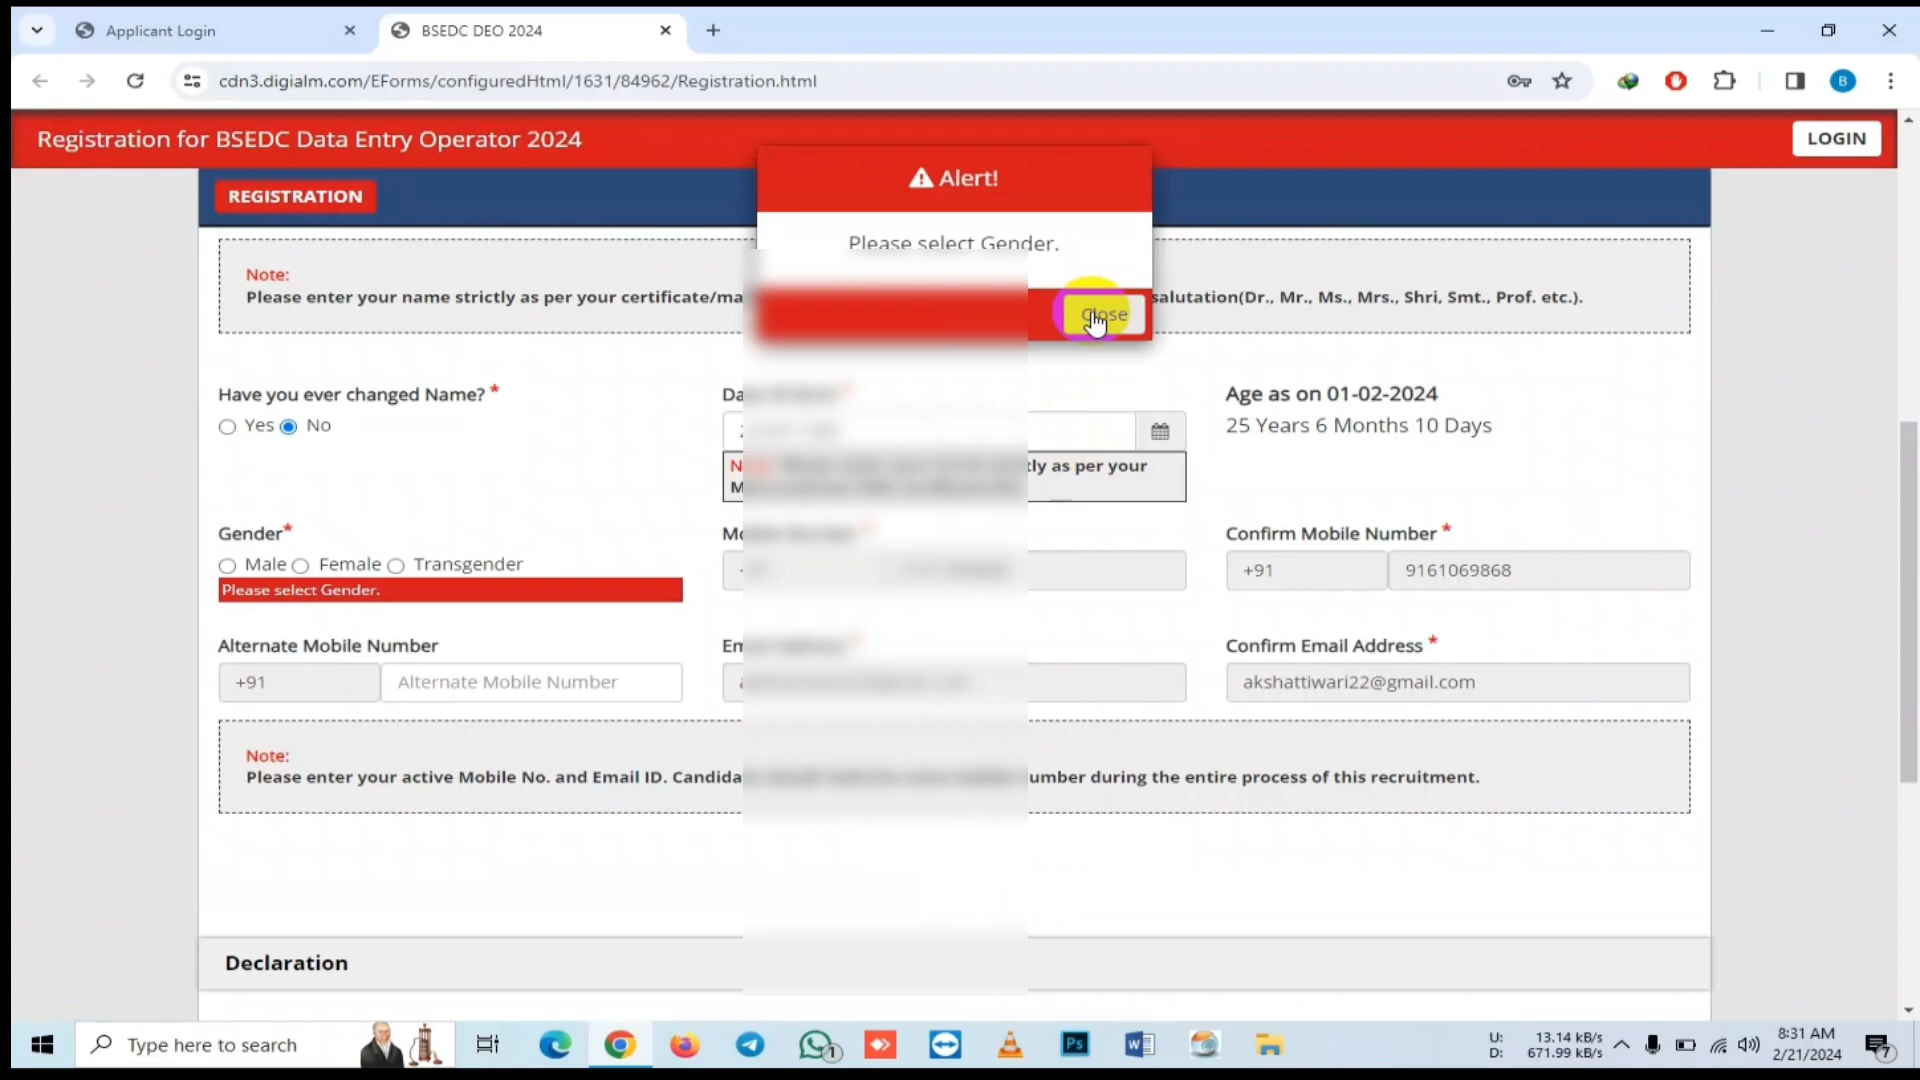 Applicant Login
BSEDC DEO 2024
cdn3.digialm.com/EForms/configuredHtml/1631/84962/Registration.html
B
Registration for BSEDC Data Entry Operator 2024
LOGIN
Alert!
REGISTRATION
Please select Gender.
Note:
Please enter your name strictly as per your certificate/ma salutation(Dr., Mr., Ms., Mrs., Shri, Smt., Prof. etc.).
Close
Have you ever changed Name? *
Age as on 01-02-2024
Yes No
25 Years 6 Months 10 Days
tly as per your
Gender*
Confirm Mobile Number *
Male Female Transgender
+91 9161069868
Please select Gender.
Alternate Mobile Number
Confirm Email Address *
+91 Alternate Mobile Number
akshattiwari22@gmail.com
Note:
Please enter your active Mobile No. and Email ID. Candida umber during the entire process of this recruitment.
Declaration
Type here to search
1
Ps
U: 13.14 kB/s
D: 671.99 kB/s
8:31 AM
2/21/2024
7